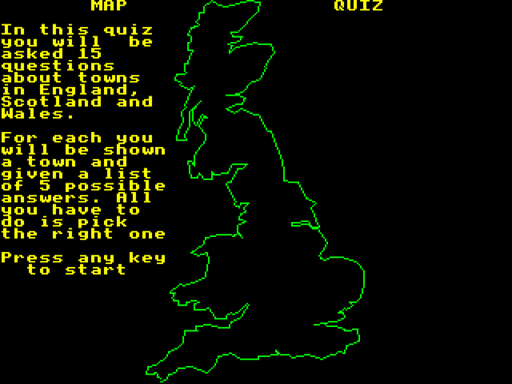 MAP QUIZ
In this quiz
you will be
asked 15
questions
about towns
in England,
Scotland and
Wales.
For each you
will be shown
a town and
given a list
of 5 possible
answers. All
you have to
do is pick
the right one
Press any key
to start